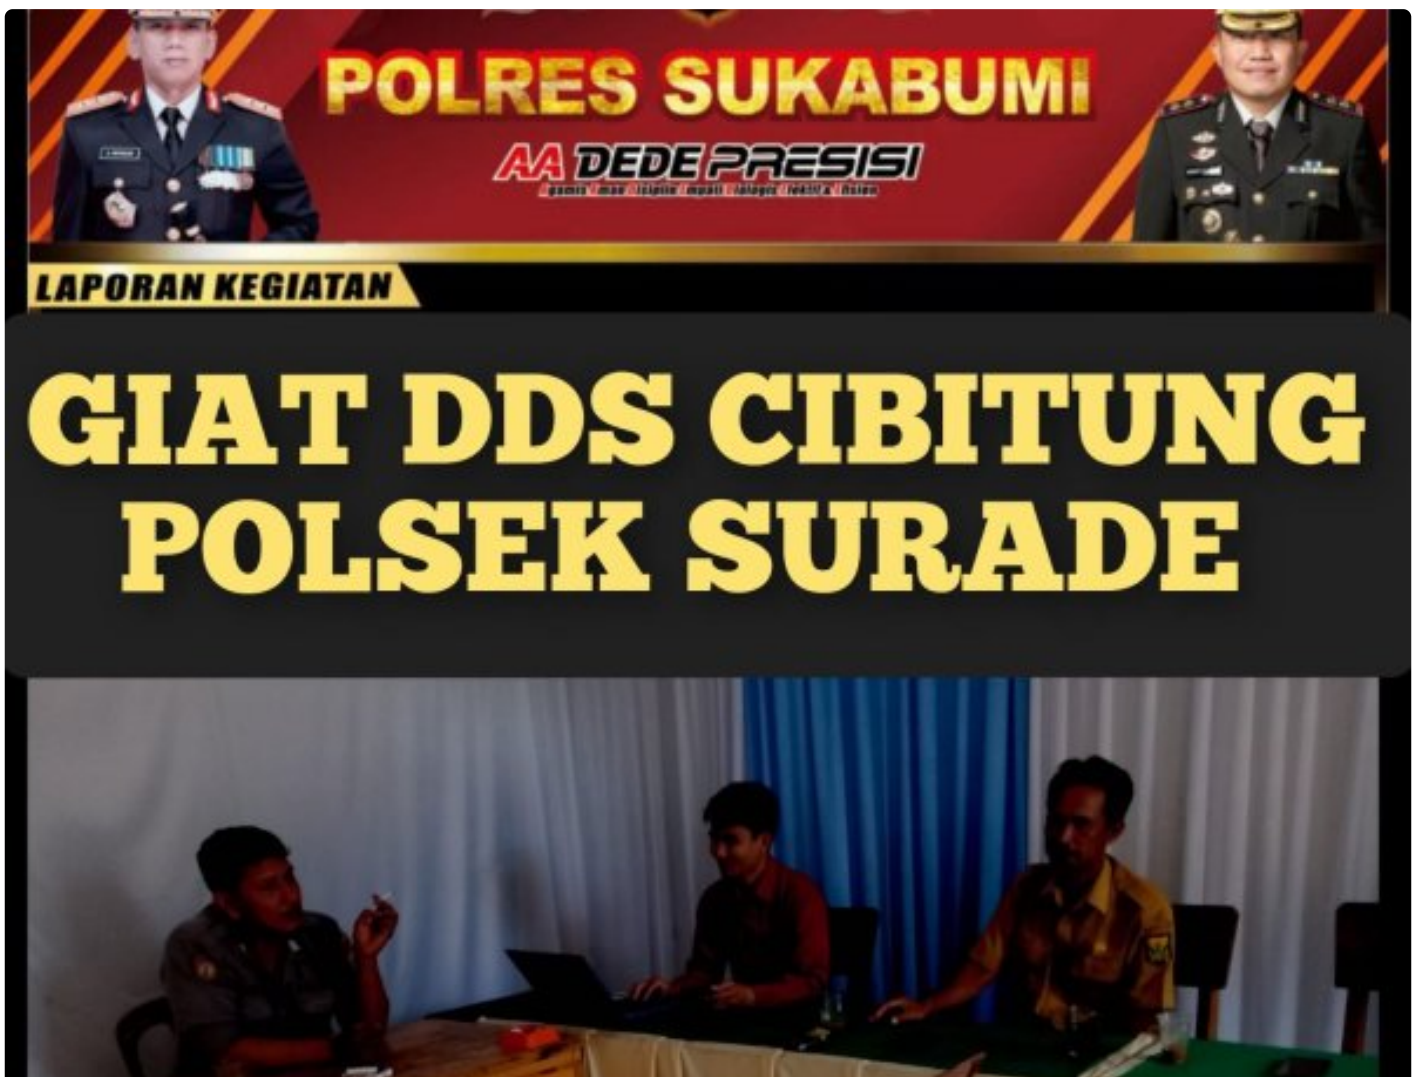 POLRES SUKABUMI
AA DEDE PRESISI
LAPORAN KEGIATAN
GIAT DDS CIBITUNG
POLSEK SURADE